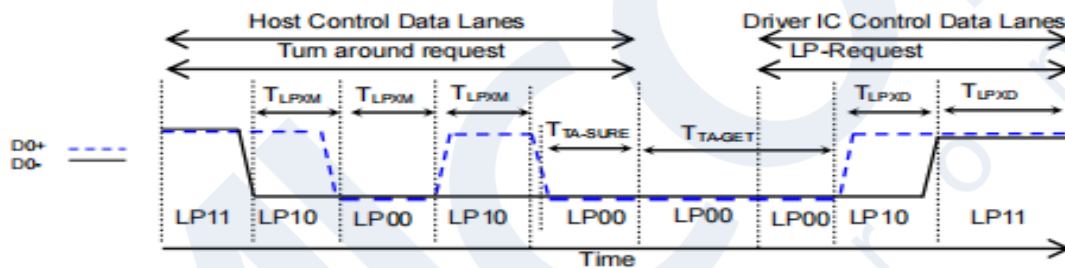 Host Control Data Lanes
Driver IC Control Data Lanes
Turn around request
LP-Request
TLPXM TLPXM TLPXM TLPXD TLPXD
TTA-SURE TTA-GET
D0+
D0-
LP11 LP10 LP00 LP10 LP00 LP00 LP00 LP10 LP11
Time